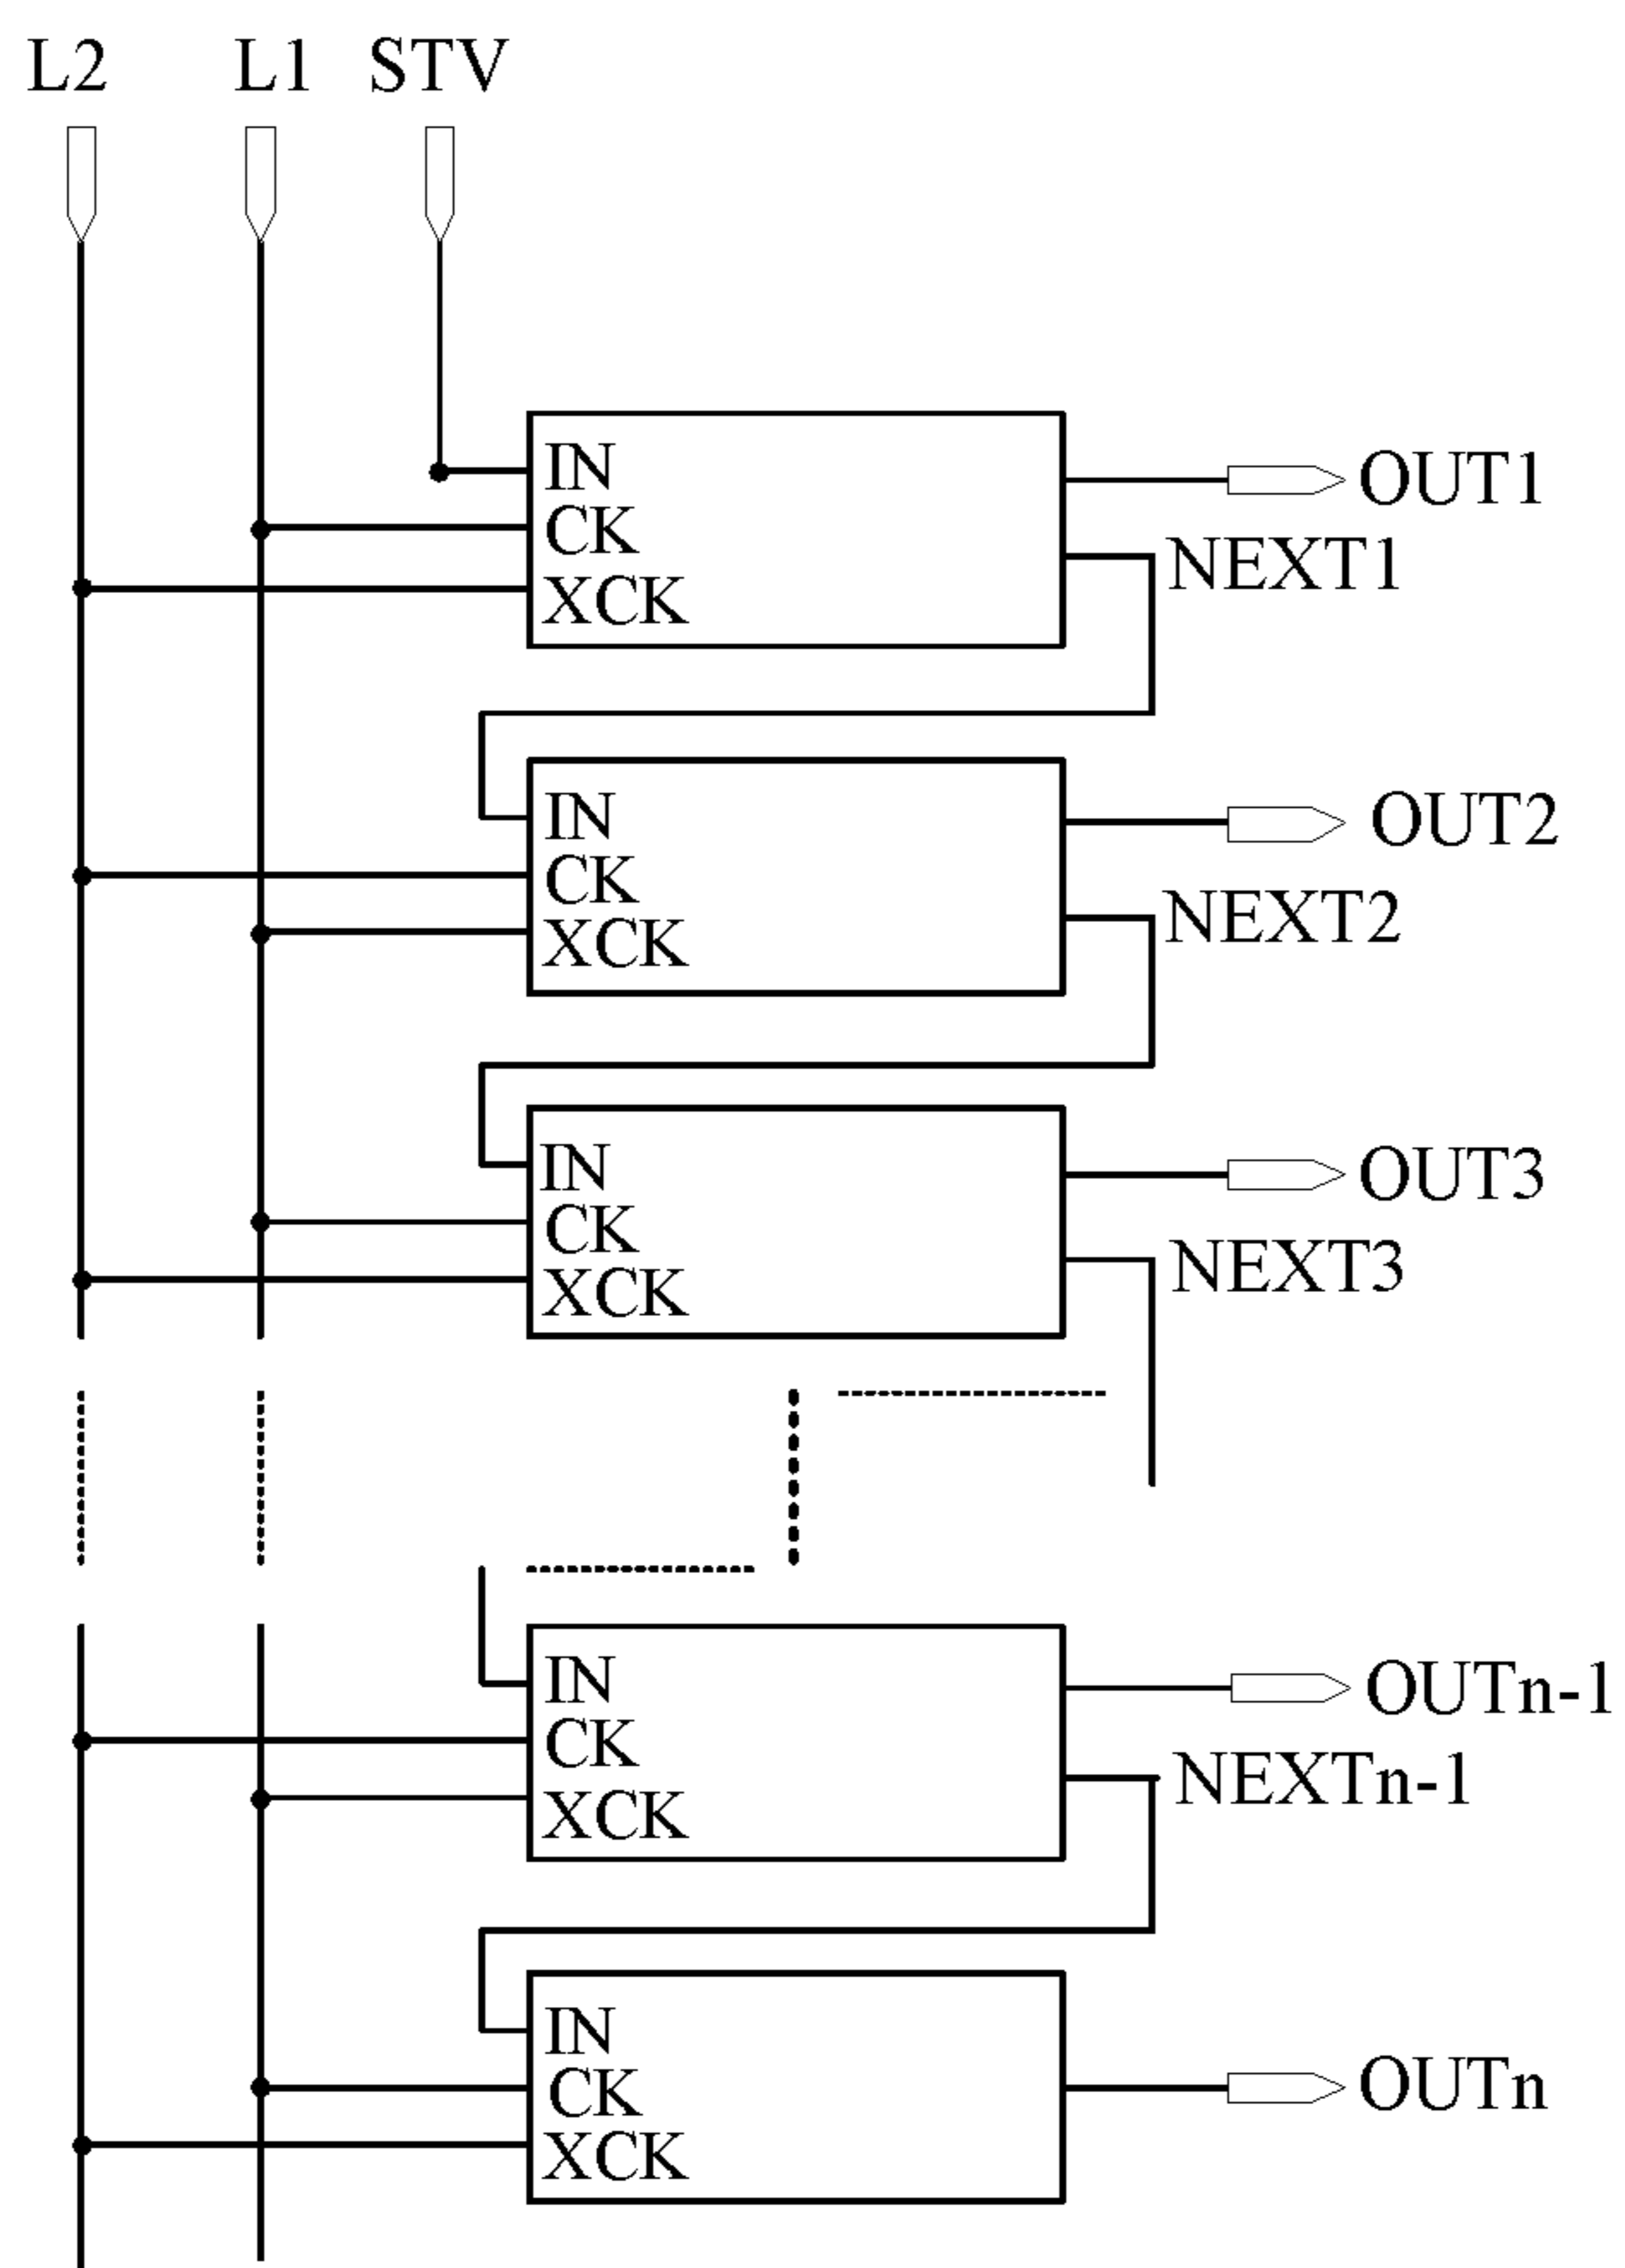 L2 L1 STV
IN
CK
XCK
OUT1
NEXT1
IN
CK
XCK
OUT2
NEXT2
IN
CK
XCK
OUT3
NEXT3
IN
CK
XCK
OUTn-1
NEXTn-1
IN
CK
XCK
OUTn